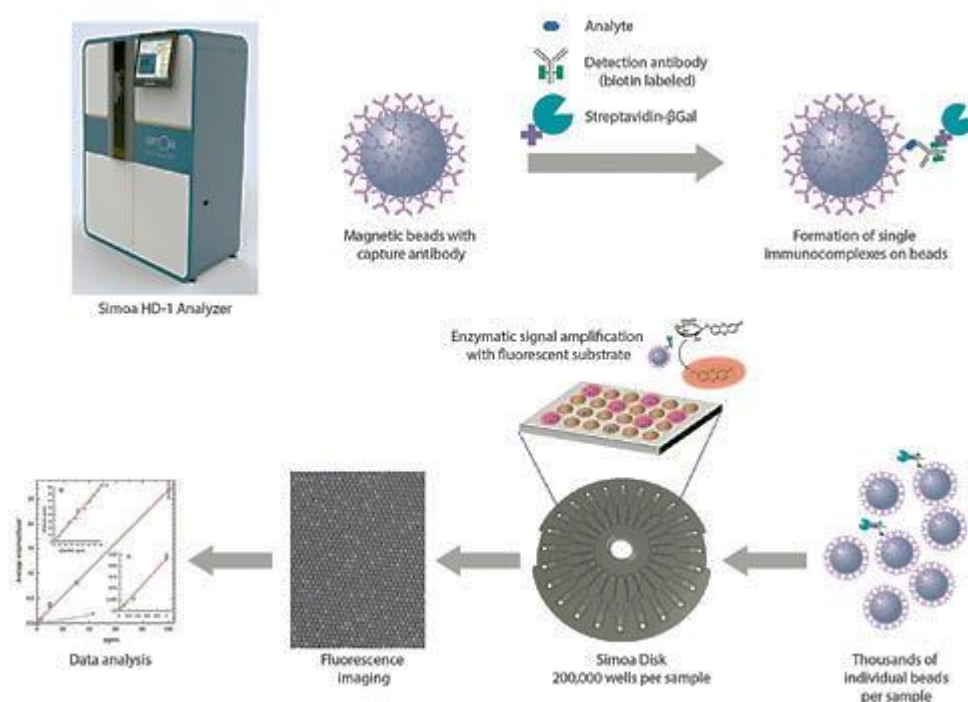 Analyte
Detection antibody
(biotin labeled)
Streptavidin-βGal
Magnetic beads with
capture antibody
Formation of single
immunocomplexes on beads
Simoa HD-1 Analyzer
Enzymatic signal amplification
with fluorescent substrate
Data analysis
Fluorescence
imaging
Simoa Disk
200,000 wells per sample
Thousands of
individual beads
per sample